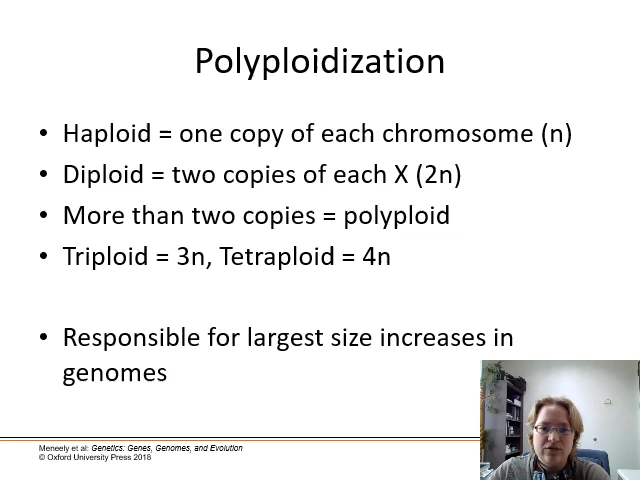 Polyploidization
• Haploid = one copy of each chromosome (n)
• Diploid = two copies of each X (2n)
• More than two copies = polyploid
• Triploid = 3n, Tetraploid = 4n
• Responsible for largest size increases in
genomes
Meneely et al: Genetics: Genes, Genomes, and Evolution
© Oxford University Press 2018